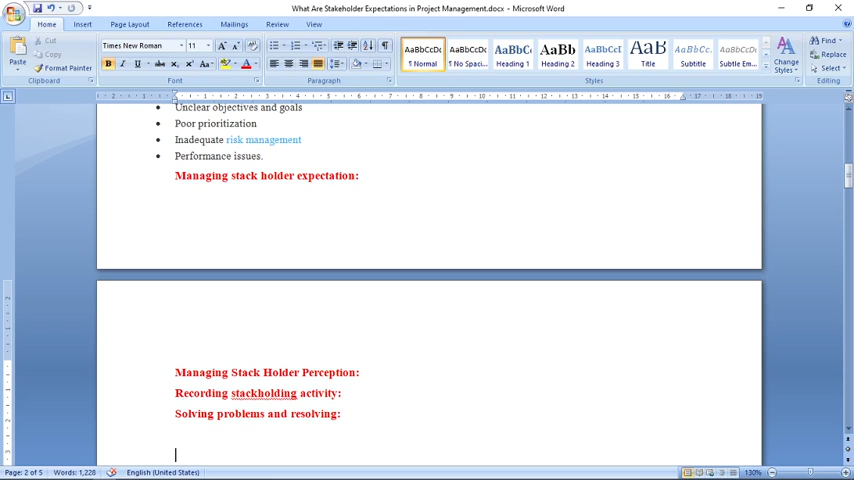 What Are Stakeholder Expectations in Project Management.docx - Microsoft Word
Home Insert Page Layout References Mailings Review View
Cut
Copy
Format Painter
Paste
Clipboard
Times New Roman 11
Font
Paragraph
AaBbCcDc AaBbCcDc AaBbC AaBb AaBbCcI AaB AaBbCc. AaBbCcDc
¶ Normal ¶ No Spaci... Heading 1 Heading 2 Heading 3 Title Subtitle Subtle Em...
Styles
Change Styles
Find
Replace
Select
Editing
Unclear objectives and goals
Poor prioritization
Inadequate risk management
Performance issues.
Managing stack holder expectation:
Managing Stack Holder Perception:
Recording stackholding activity:
Solving problems and resolving:
Page: 2 of 5 Words: 1,228 English (United States) 130%